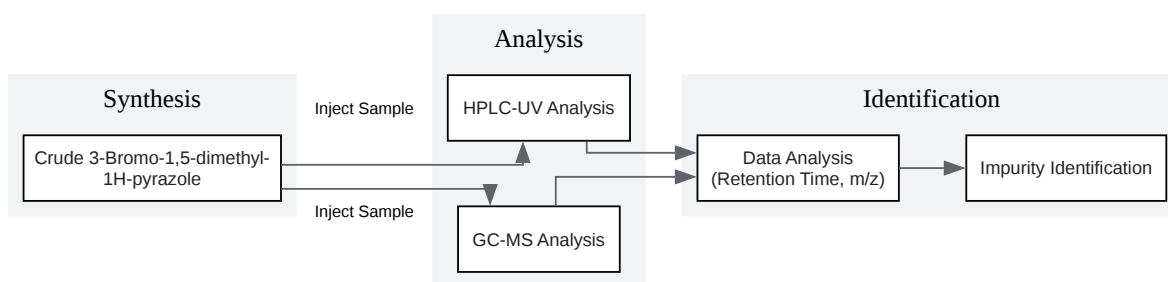 Synthesis
Crude 3-Bromo-1,5-dimethyl-
1H-pyrazole
Inject Sample
Inject Sample
Analysis
HPLC-UV Analysis
GC-MS Analysis
Identification
Data Analysis
(Retention Time, m/z)
Impurity Identification